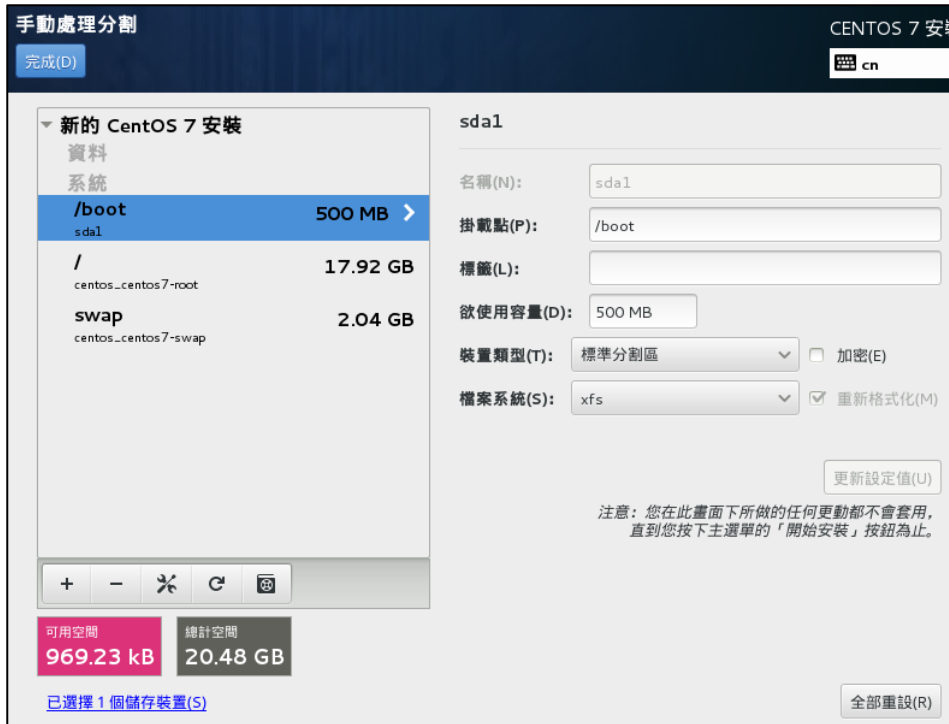 手動處理分割
CENTOS 7 安裝
完成(D)
cn
新的 CentOS 7 安裝
資料
系統
/boot 500 MB
sda1
/ 17.92 GB
centos_centos7-root
swap 2.04 GB
centos_centos7-swap
sda1
名稱(N): sda1
掛載點(P): /boot
標籤(L):
欲使用容量(D): 500 MB
裝置類型(T): 標準分割區 加密(E)
檔案系統(S): xfs 重新格式化(M)
更新設定值(U)
注意：您在此畫面下所做的任何更動都不會套用，
直到您按下主選單的「開始安裝」按鈕為止。
可用空間
969.23 kB
總計空間
20.48 GB
已選擇 1 個儲存裝置(S)
全部重設(R)